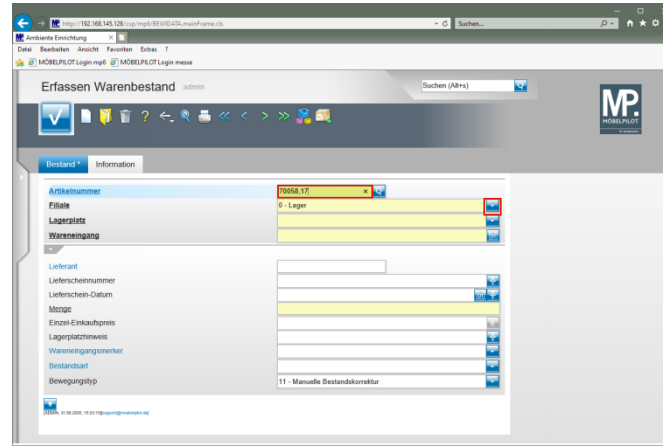 http://192.168.145.128/csp/mp6/BEWIDATA.mainFrame.cls
Suchen...
Ambiente Einrichtung
Datei Bearbeiten Ansicht Favoriten Extras ?
MÖBELPILOT Login mp6 MÖBELPILOT Login messe
Erfassen Warenbestand admin
Suchen (Alt+s)
MP.
MÖBELPILOT
Bestand * Information
Artikelnummer 70058,17
Filiale 0 - Lager
Lagerplatz
Wareneingang
Lieferant
Lieferscheinnummer
Lieferschein-Datum
Menge
Einzel-Einkaufspreis
Lagerplatzhinweis
Wareneingangsmerker
Bestandsart
Bewegungstyp 11 - Manuelle Bestandskorrektur